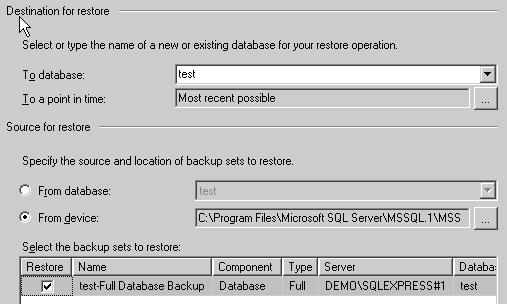 Destination for restore
Select or type the name of a new or existing database for your restore operation.
To database: test
To a point in time: Most recent possible ...
Source for restore
Specify the source and location of backup sets to restore.
From database: test
From device: C:\Program Files\Microsoft SQL Server\MSSQL.1\MSS ...
Select the backup sets to restore:
Restore Name Component Type Server Databa
test-Full Database Backup Database Full DEMO\SQLEXPRESS#1 test